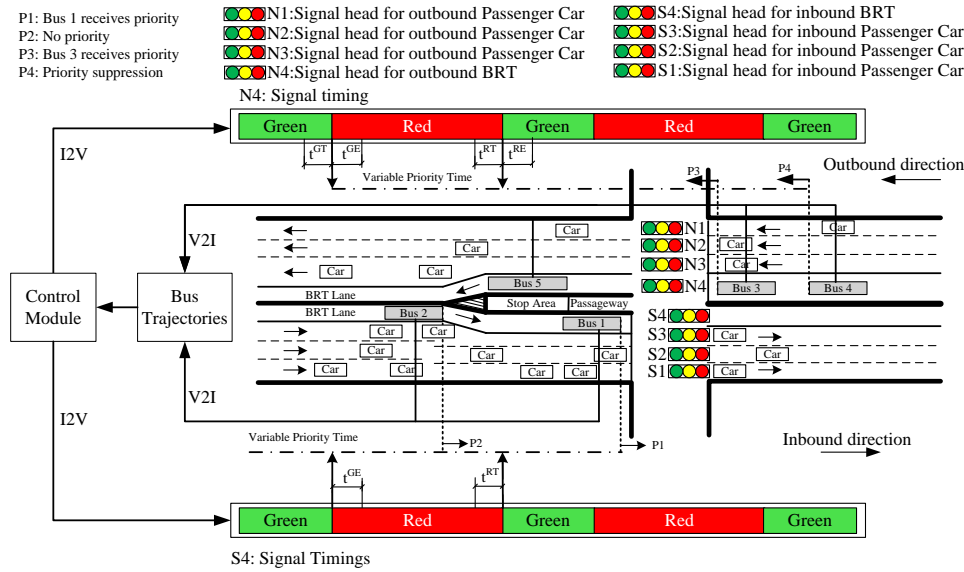 P1: Bus 1 receives priority
P2: No priority
P3: Bus 3 receives priority
P4: Priority suppression
N1:Signal head for outbound Passenger Car
N2:Signal head for outbound Passenger Car
N3:Signal head for outbound Passenger Car
N4:Signal head for outbound BRT
S4:Signal head for inbound BRT
S3:Signal head for inbound Passenger Car
S2:Signal head for inbound Passenger Car
S1:Signal head for inbound Passenger Car
N4: Signal timing
Green Red Green Red Green
I2V
t^GT t^GE t^RT t^RE
Variable Priority Time
P3 P4
Outbound direction
V2I
Car Car N1
Car Car N2
Car Car Car N3
Bus 5 N4 Bus 3 Bus 4
Control
Module
Bus
Trajectories
BRT Lane
BRT Lane
Stop Area Passageway
Bus 2 Bus 1
S4
Car Car S3 Car
Car Car Car S2 Car
Car Car Car Car S1 Car
V2I
I2V
Variable Priority Time
P2 P1
Inbound direction
t^GE t^RT
Green Red Green Red Green
S4: Signal Timings